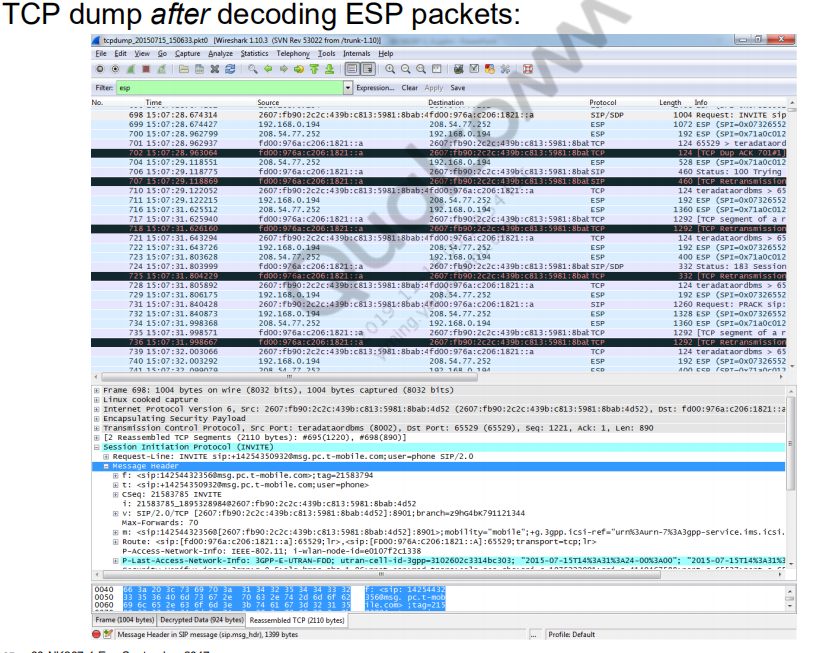 TCP dump after decoding ESP packets:
tcpdump_20150715_150633.pkt0 [Wireshark 1.10.3 (SVN Rev 53022 from /trunk-1.10)]
File Edit View Go Capture Analyze Statistics Telephony Tools Internals Help
Filter: esp Expression... Clear Apply Save
No. Time Source Destination Protocol Length Info
698 15:07:28.674314 2607:fb90:2c2c:439b:c813:5981:8bab:4 fd00:976a:c206:1821::a SIP/SDP 1004 Request: INVITE sip
699 15:07:28.674427 192.168.0.194 208.54.77.252 ESP 1072 ESP (SPI=0x07326552
700 15:07:28.962799 208.54.77.252 192.168.0.194 ESP 192 ESP (SPI=0x71a0c012
701 15:07:28.962937 fd00:976a:c206:1821::a 2607:fb90:2c2c:439b:c813:5981:8bab TCP 124 65529 > teradataord
702 15:07:28.963064 fd00:976a:c206:1821::a 2607:fb90:2c2c:439b:c813:5981:8bab TCP 124 [TCP Dup ACK 701#1]
704 15:07:29.118551 208.54.77.252 192.168.0.194 ESP 528 ESP (SPI=0x71a0c012
706 15:07:29.118775 fd00:976a:c206:1821::a 2607:fb90:2c2c:439b:c813:5981:8bab SIP 460 Status: 100 Trying
707 15:07:29.118869 fd00:976a:c206:1821::a 2607:fb90:2c2c:439b:c813:5981:8bab SIP 460 [TCP Retransmission
710 15:07:29.122052 2607:fb90:2c2c:439b:c813:5981:8bab:4 fd00:976a:c206:1821::a TCP 124 teradataordbms > 65
711 15:07:29.122215 192.168.0.194 208.54.77.252 ESP 192 ESP (SPI=0x07326552
716 15:07:31.625512 208.54.77.252 192.168.0.194 ESP 1360 ESP (SPI=0x71a0c012
717 15:07:31.625940 fd00:976a:c206:1821::a 2607:fb90:2c2c:439b:c813:5981:8bab TCP 1292 [TCP segment of a r
718 15:07:31.626160 fd00:976a:c206:1821::a 2607:fb90:2c2c:439b:c813:5981:8bab TCP 1292 [TCP Retransmission
721 15:07:31.643294 2607:fb90:2c2c:439b:c813:5981:8bab:4 fd00:976a:c206:1821::a TCP 124 teradataordbms > 65
722 15:07:31.643726 192.168.0.194 208.54.77.252 ESP 192 ESP (SPI=0x07326552
723 15:07:31.803628 208.54.77.252 192.168.0.194 ESP 400 ESP (SPI=0x71a0c012
724 15:07:31.803999 fd00:976a:c206:1821::a 2607:fb90:2c2c:439b:c813:5981:8bab SIP/SDP 332 Status: 183 Session
725 15:07:31.804229 fd00:976a:c206:1821::a 2607:fb90:2c2c:439b:c813:5981:8bab TCP 332 [TCP Retransmission
728 15:07:31.805892 2607:fb90:2c2c:439b:c813:5981:8bab:4 fd00:976a:c206:1821::a TCP 124 teradataordbms > 65
729 15:07:31.806175 192.168.0.194 208.54.77.252 ESP 192 ESP (SPI=0x07326552
731 15:07:31.840428 2607:fb90:2c2c:439b:c813:5981:8bab:4 fd00:976a:c206:1821::a SIP 1260 Request: PRACK sip:
732 15:07:31.840873 192.168.0.194 208.54.77.252 ESP 1328 ESP (SPI=0x07326552
734 15:07:31.998368 208.54.77.252 192.168.0.194 ESP 1360 ESP (SPI=0x71a0c012
735 15:07:31.998571 fd00:976a:c206:1821::a 2607:fb90:2c2c:439b:c813:5981:8bab TCP 1292 [TCP segment of a r
736 15:07:31.998667 fd00:976a:c206:1821::a 2607:fb90:2c2c:439b:c813:5981:8bab TCP 1292 [TCP Retransmission
739 15:07:32.003066 2607:fb90:2c2c:439b:c813:5981:8bab:4 fd00:976a:c206:1821::a TCP 124 teradataordbms > 65
740 15:07:32.003292 192.168.0.194 208.54.77.252 ESP 192 ESP (SPI=0x07326552
741 15:07:32.099079 208.54.77.252 192.168.0.194 ESP 400 ESP (SPI=0x71a0c012
Frame 698: 1004 bytes on wire (8032 bits), 1004 bytes captured (8032 bits)
Linux cooked capture
Internet Protocol Version 6, Src: 2607:fb90:2c2c:439b:c813:5981:8bab:4d52 (2607:fb90:2c2c:439b:c813:5981:8bab:4d52), Dst: fd00:976a:c206:1821::a
Encapsulating Security Payload
Transmission Control Protocol, Src Port: teradataordbms (8002), Dst Port: 65529 (65529), Seq: 1221, Ack: 1, Len: 890
[2 Reassembled TCP Segments (2110 bytes): #695(1220), #698(890)]
Session Initiation Protocol (INVITE)
Request-Line: INVITE sip:+14254350932@msg.pc.t-mobile.com;user=phone SIP/2.0
Message Header
f: <sip:14254432356@msg.pc.t-mobile.com>;tag=21583794
t: <sip:+14254350932@msg.pc.t-mobile.com;user=phone>
CSeq: 21583785 INVITE
i: 21583785_1895328984@2607:fb90:2c2c:439b:c813:5981:8bab:4d52
v: SIP/2.0/TCP [2607:fb90:2c2c:439b:c813:5981:8bab:4d52]:8901;branch=z9hG4bK791121344
Max-Forwards: 70
m: <sip:14254432356@[2607:fb90:2c2c:439b:c813:5981:8bab:4d52]:8901>;mobility="mobile";+g.3gpp.icsi-ref="urn%3Aurn-7%3A3gpp-service.ims.icsi.
Route: <sip:[FD00:976A:C206:1821::A]:65529;lr>,<sip:[FD00:976A:C206:1821::A]:65529;transport=tcp;lr>
P-Access-Network-Info: IEEE-802.11; i-wlan-node-id=e0107f2c1338
P-Last-Access-Network-Info: 3GPP-E-UTRAN-FDD; utran-cell-id-3gpp=3102602c3314bc303; "2015-07-15T14%3A31%3A24-00%3A00"; "2015-07-15T14%3A31%3
0040 66 3a 20 3c 73 69 70 3a 31 34 32 35 34 34 33 32 f: <sip: 14254432
0050 33 35 36 40 6d 73 67 2e 70 63 2e 74 2d 6d 6f 62 356@msg. pc.t-mob
0060 69 6c 65 2e 63 6f 6d 3e 3b 74 61 67 3d 32 31 35 ile.com> ;tag=215
Frame (1004 bytes) Decrypted Data (924 bytes) Reassembled TCP (2110 bytes)
Message Header in SIP message (sip.msg_hdr), 1399 bytes Profile: Default